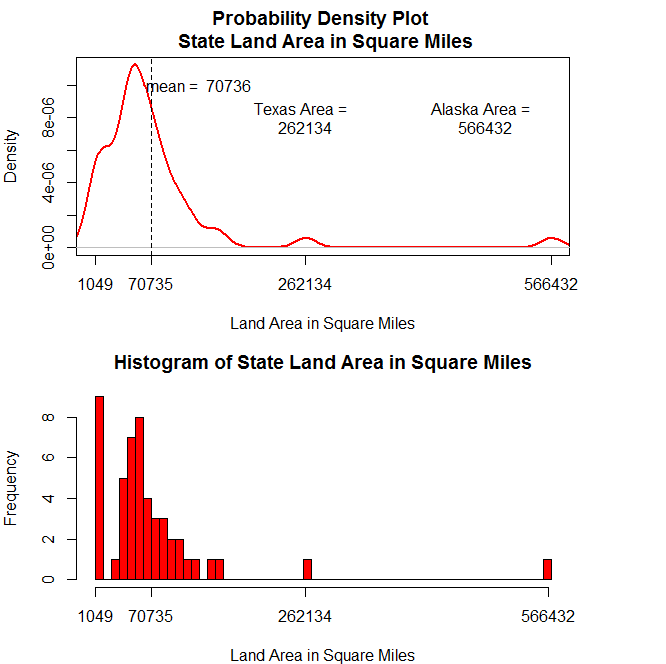 Probability Density Plot
State Land Area in Square Miles
mean = 70736
Texas Area =
262134
Alaska Area =
566432
Density
0e+00 4e-06 8e-06
1049 70735 262134 566432
Land Area in Square Miles
Histogram of State Land Area in Square Miles
Frequency
0 2 4 6 8
1049 70735 262134 566432
Land Area in Square Miles